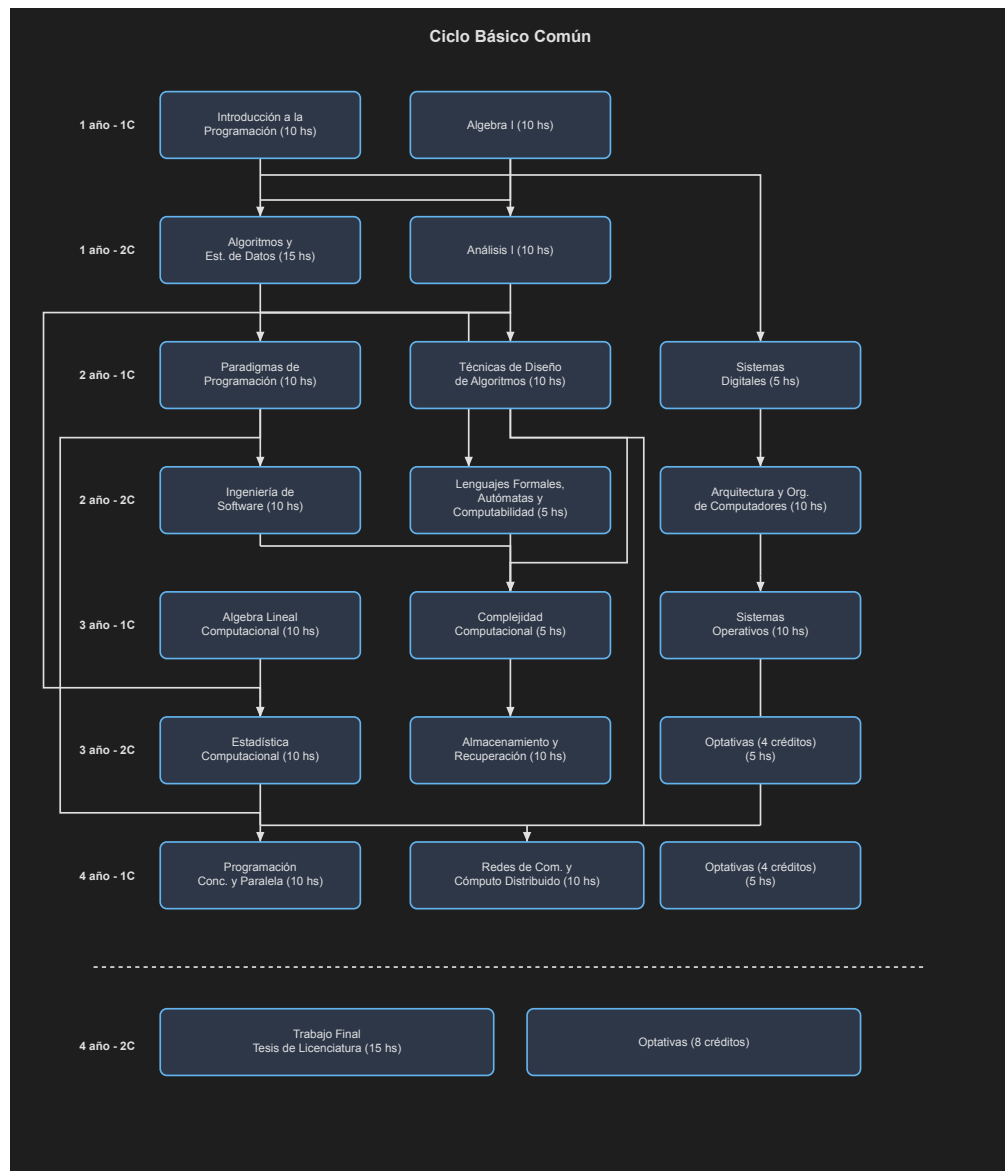 Ciclo Básico Común
1 año - 1C
Introducción a la
Programación (10 hs)
Algebra I (10 hs)
1 año - 2C
Algoritmos y
Est. de Datos (15 hs)
Análisis I (10 hs)
2 año - 1C
Paradigmas de
Programación (10 hs)
Técnicas de Diseño
de Algoritmos (10 hs)
Sistemas
Digitales (5 hs)
2 año - 2C
Ingeniería de
Software (10 hs)
Lenguajes Formales,
Autómatas y
Computabilidad (5 hs)
Arquitectura y Org.
de Computadores (10 hs)
3 año - 1C
Algebra Lineal
Computacional (10 hs)
Complejidad
Computacional (5 hs)
Sistemas
Operativos (10 hs)
3 año - 2C
Estadística
Computacional (10 hs)
Almacenamiento y
Recuperación (10 hs)
Optativas (4 créditos)
(5 hs)
4 año - 1C
Programación
Conc. y Paralela (10 hs)
Redes de Com. y
Cómputo Distribuido (10 hs)
Optativas (4 créditos)
(5 hs)
4 año - 2C
Trabajo Final
Tesis de Licenciatura (15 hs)
Optativas (8 créditos)